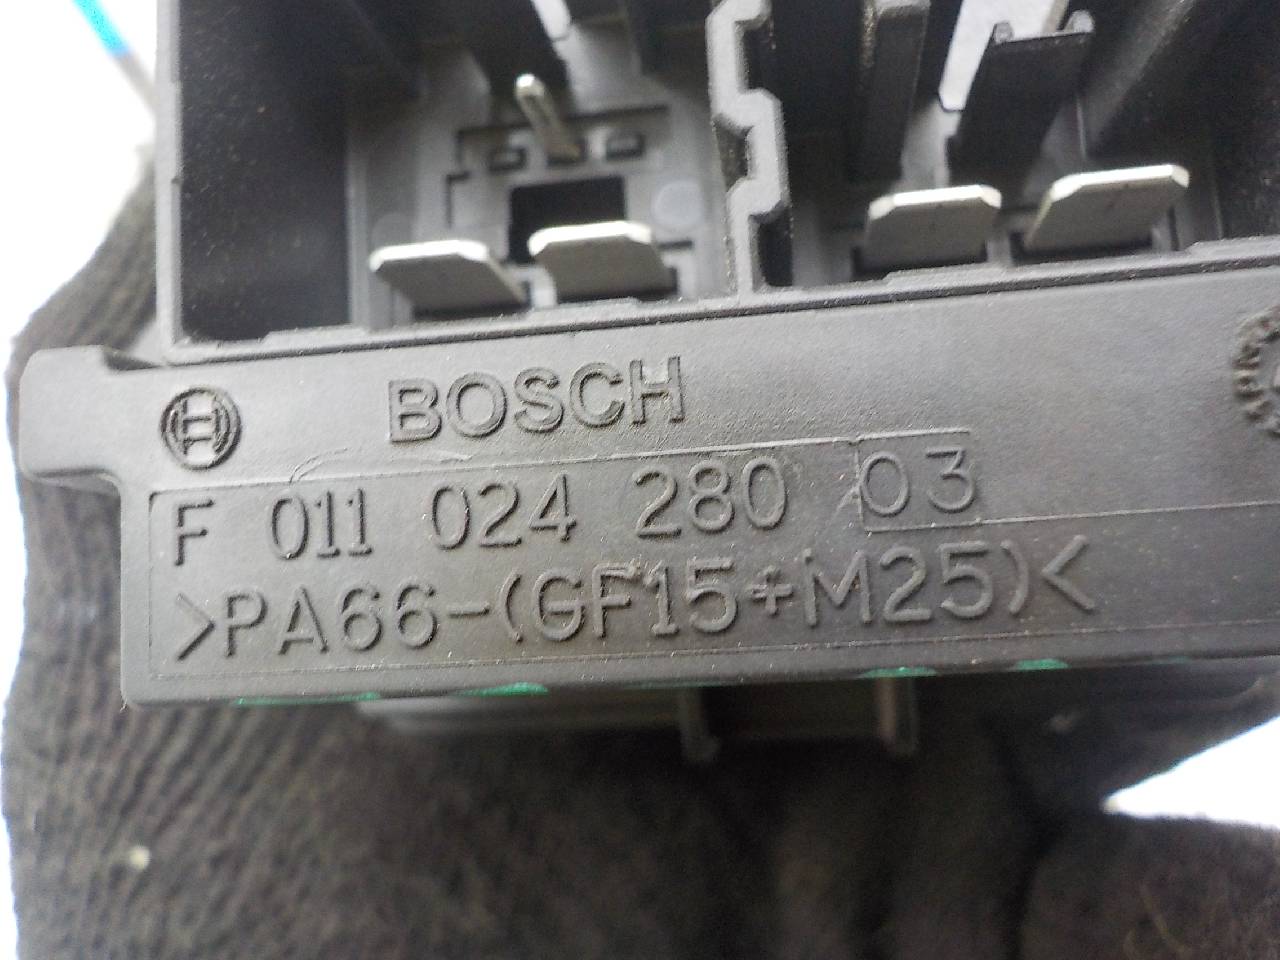 BOSCH
F 011 024 280 03
>PA66-(GF15+M25)<